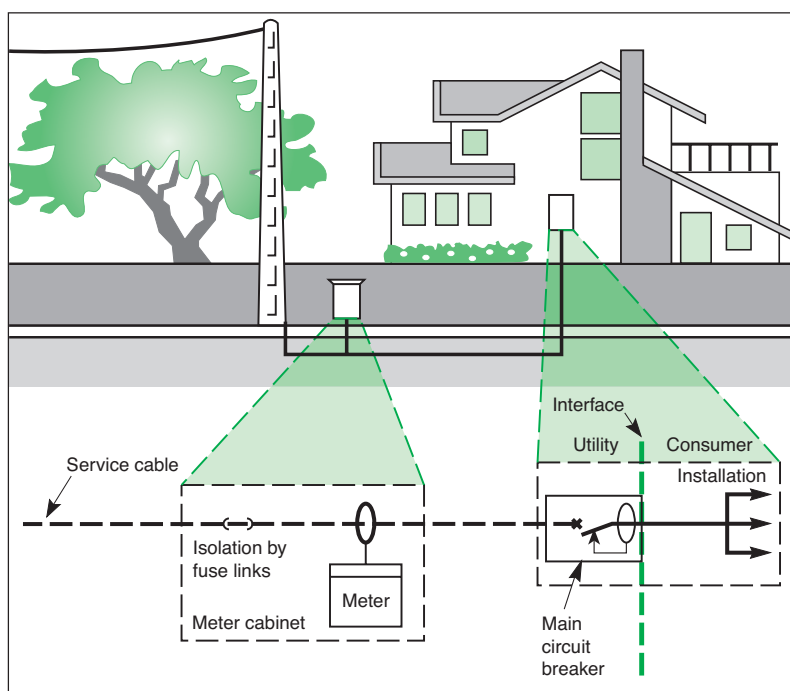 Interface
Utility
Consumer
Service cable
Installation
Isolation by
fuse links
Meter
Meter cabinet
Main
circuit
breaker